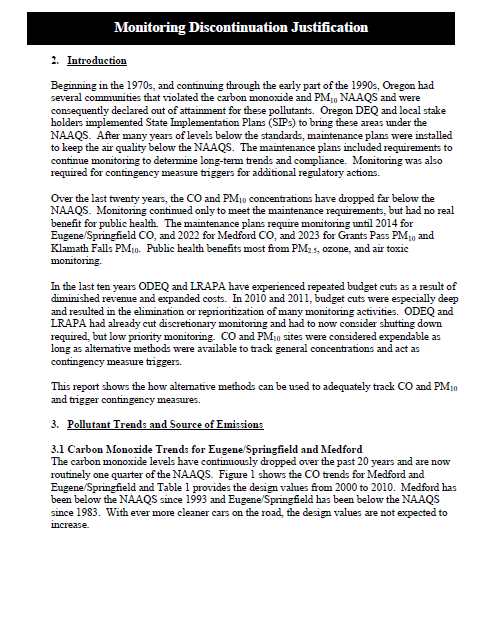 Monitoring Discontinuation Justification
2. Introduction
Beginning in the 1970s, and continuing through the early part of the 1990s, Oregon had
several communities that violated the carbon monoxide and PM10 NAAQS and were
consequently declared out of attainment for these pollutants. Oregon DEQ and local stake
holders implemented State Implementation Plans (SIPs) to bring these areas under the
NAAQS. After many years of levels below the standards, maintenance plans were installed
to keep the air quality below the NAAQS. The maintenance plans included requirements to
continue monitoring to determine long-term trends and compliance. Monitoring was also
required for contingency measure triggers for additional regulatory actions.
Over the last twenty years, the CO and PM10 concentrations have dropped far below the
NAAQS. Monitoring continued only to meet the maintenance requirements, but had no real
benefit for public health. The maintenance plans require monitoring until 2014 for
Eugene/Springfield CO, and 2022 for Medford CO, and 2023 for Grants Pass PM10 and
Klamath Falls PM10. Public health benefits most from PM2.5, ozone, and air toxic
monitoring.
In the last ten years ODEQ and LRAPA have experienced repeated budget cuts as a result of
diminished revenue and expanded costs. In 2010 and 2011, budget cuts were especially deep
and resulted in the elimination or reprioritization of many monitoring activities. ODEQ and
LRAPA had already cut discretionary monitoring and had to now consider shutting down
required, but low priority monitoring. CO and PM10 sites were considered expendable as
long as alternative methods were available to track general concentrations and act as
contingency measure triggers.
This report shows the how alternative methods can be used to adequately track CO and PM10
and trigger contingency measures.
3. Pollutant Trends and Source of Emissions
3.1 Carbon Monoxide Trends for Eugene/Springfield and Medford
The carbon monoxide levels have continuously dropped over the past 20 years and are now
routinely one quarter of the NAAQS. Figure 1 shows the CO trends for Medford and
Eugene/Springfield and Table 1 provides the design values from 2000 to 2010. Medford has
been below the NAAQS since 1993 and Eugene/Springfield has been below the NAAQS
since 1983. With ever more cleaner cars on the road, the design values are not expected to
increase.